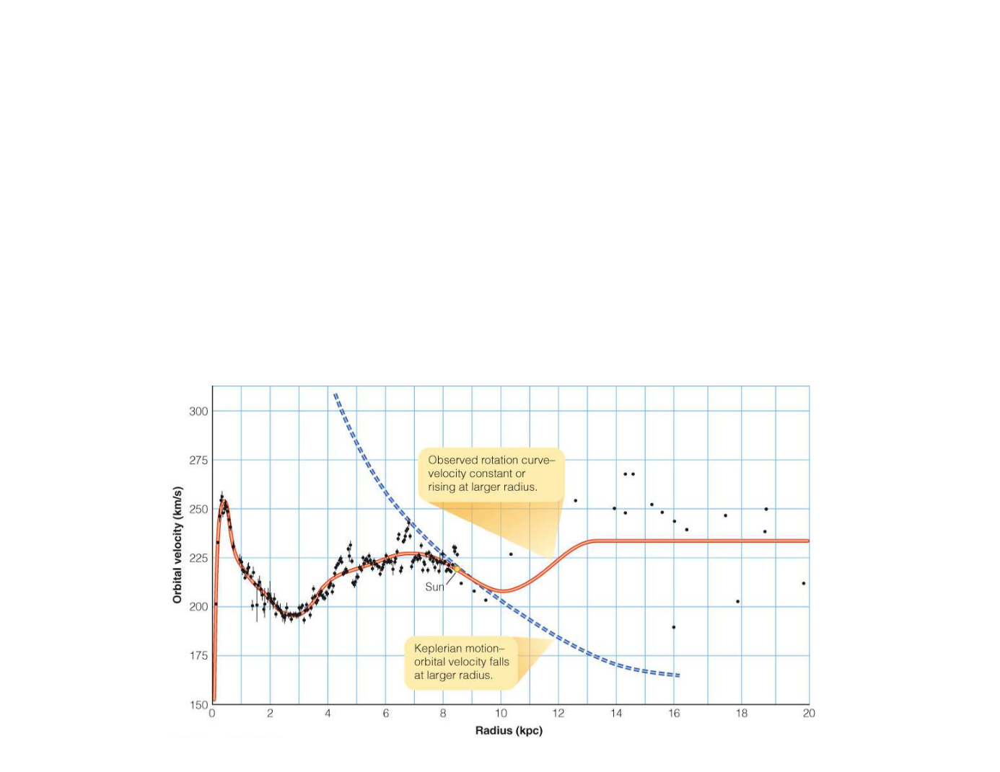 300
275
250
225
200
175
150
Orbital velocity (km/s)
Observed rotation curve–
velocity constant or
rising at larger radius.
Sun
Keplerian motion–
orbital velocity falls
at larger radius.
0 2 4 6 8 10 12 14 16 18 20
Radius (kpc)